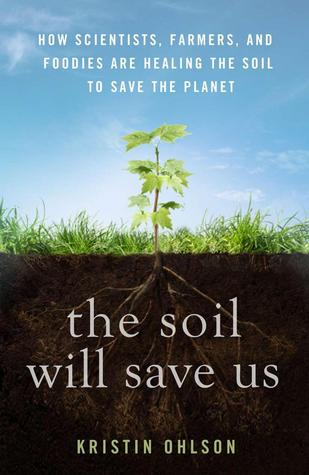 HOW SCIENTISTS, FARMERS, AND
FOODIES ARE HEALING THE SOIL
TO SAVE THE PLANET
the soil
will save us
KRISTIN OHLSON